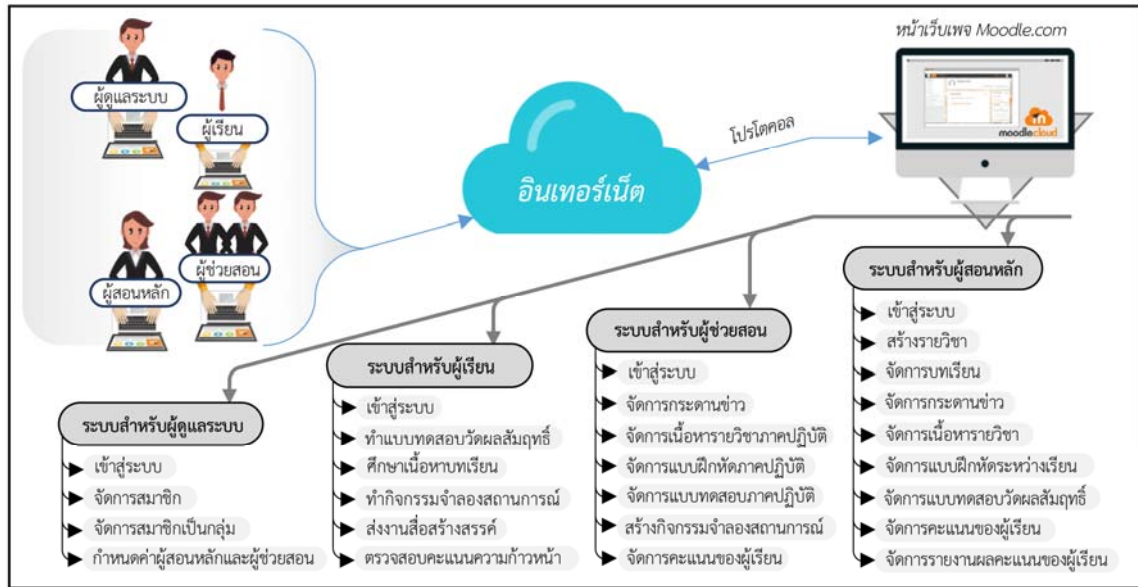 หน้าเว็บเพจ Moodle.com
ผู้ดูแลระบบ
ผู้เรียน
ผู้ช่วยสอน
ผู้สอนหลัก
อินเทอร์เน็ต
โปรโตคอล
moodlecloud
ระบบสำหรับผู้ดูแลระบบ
เข้าสู่ระบบ
จัดการสมาชิก
จัดการสมาชิกเป็นกลุ่ม
กำหนดค่าผู้สอนหลักและผู้ช่วยสอน
ระบบสำหรับผู้เรียน
เข้าสู่ระบบ
ทำแบบทดสอบวัดผลสัมฤทธิ์
ศึกษาเนื้อหาบทเรียน
ทำกิจกรรมจำลองสถานการณ์
ส่งงานสื่อสร้างสรรค์
ตรวจสอบคะแนนความก้าวหน้า
ระบบสำหรับผู้ช่วยสอน
เข้าสู่ระบบ
จัดการกระดานข่าว
จัดการเนื้อหารายวิชาภาคปฏิบัติ
จัดการแบบฝึกหัดภาคปฏิบัติ
จัดการแบบทดสอบภาคปฏิบัติ
สร้างกิจกรรมจำลองสถานการณ์
จัดการคะแนนของผู้เรียน
ระบบสำหรับผู้สอนหลัก
เข้าสู่ระบบ
สร้างรายวิชา
จัดการบทเรียน
จัดการกระดานข่าว
จัดการเนื้อหารายวิชา
จัดการแบบฝึกหัดระหว่างเรียน
จัดการแบบทดสอบวัดผลสัมฤทธิ์
จัดการคะแนนของผู้เรียน
จัดการรายงานผลคะแนนของผู้เรียน